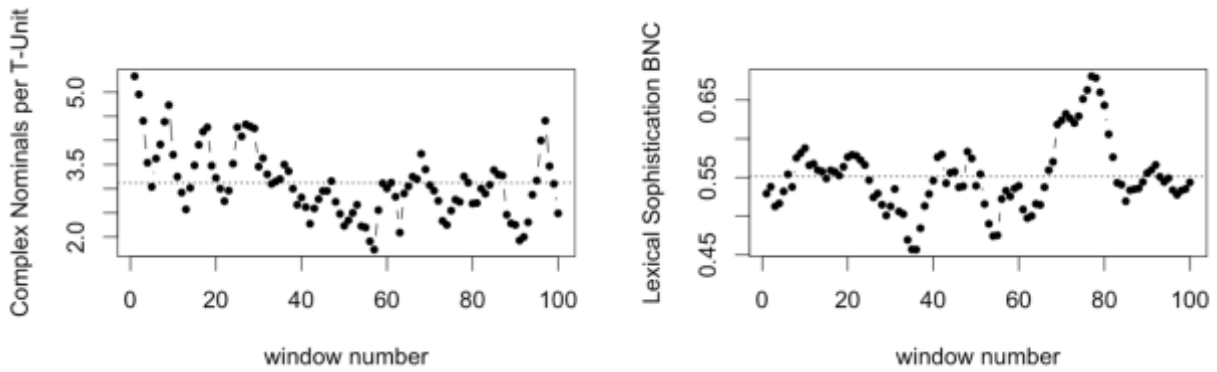 Complex Nominals per T-Unit
5.0
3.5
2.0
0 20 40 60 80 100
window number
Lexical Sophistication BNC
0.65
0.55
0.45
0 20 40 60 80 100
window number